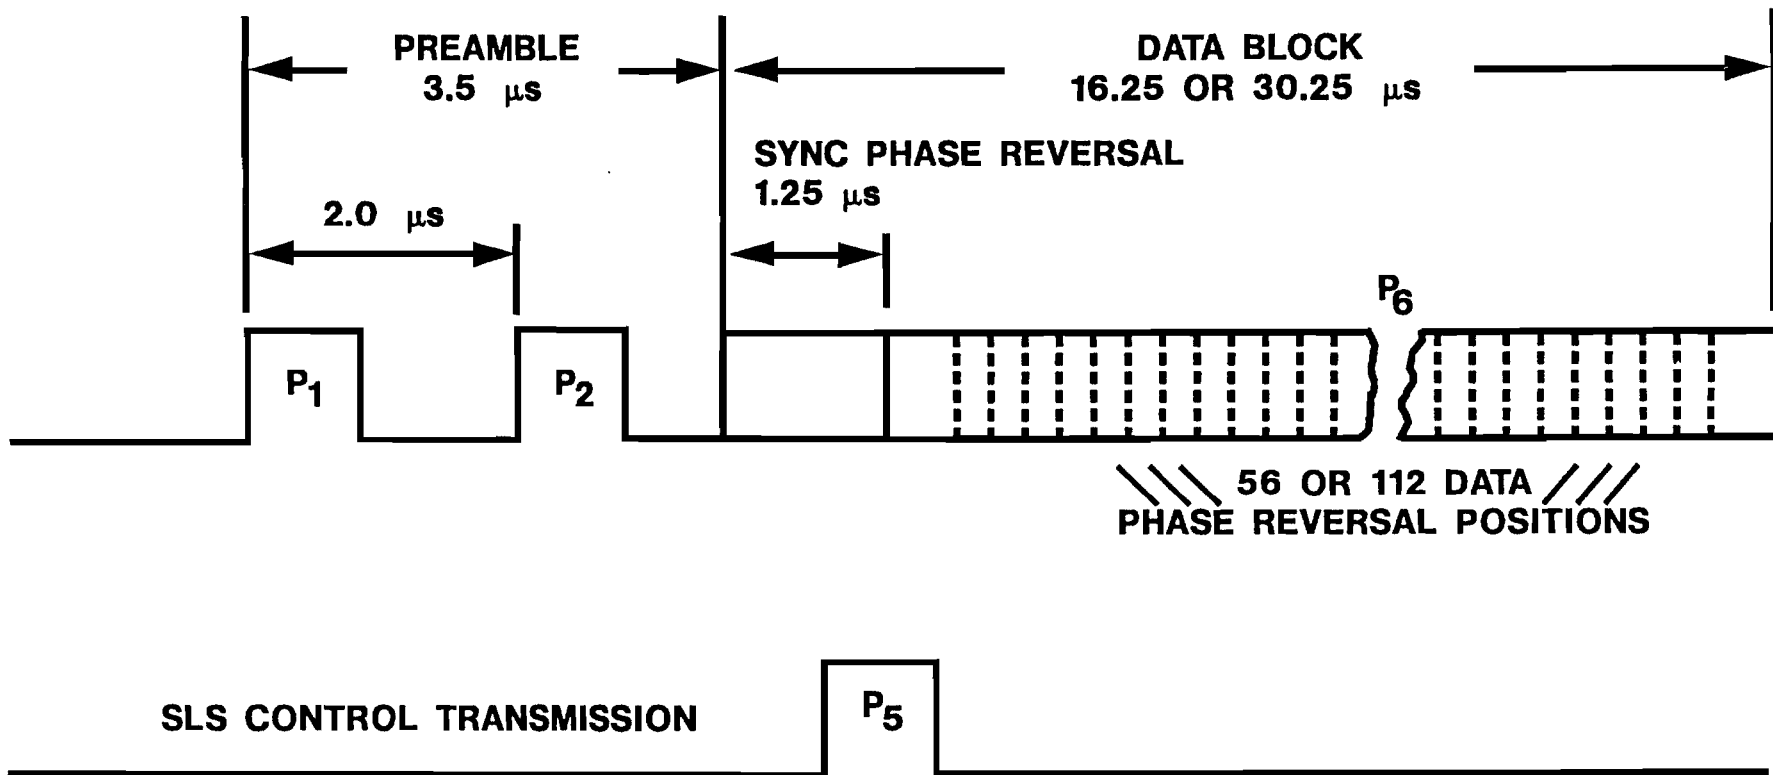 PREAMBLE
3.5 μs
DATA BLOCK
16.25 OR 30.25 μs
SYNC PHASE REVERSAL
1.25 μs
2.0 μs
P6
P1
P2
56 OR 112 DATA
PHASE REVERSAL POSITIONS
SLS CONTROL TRANSMISSION
P5